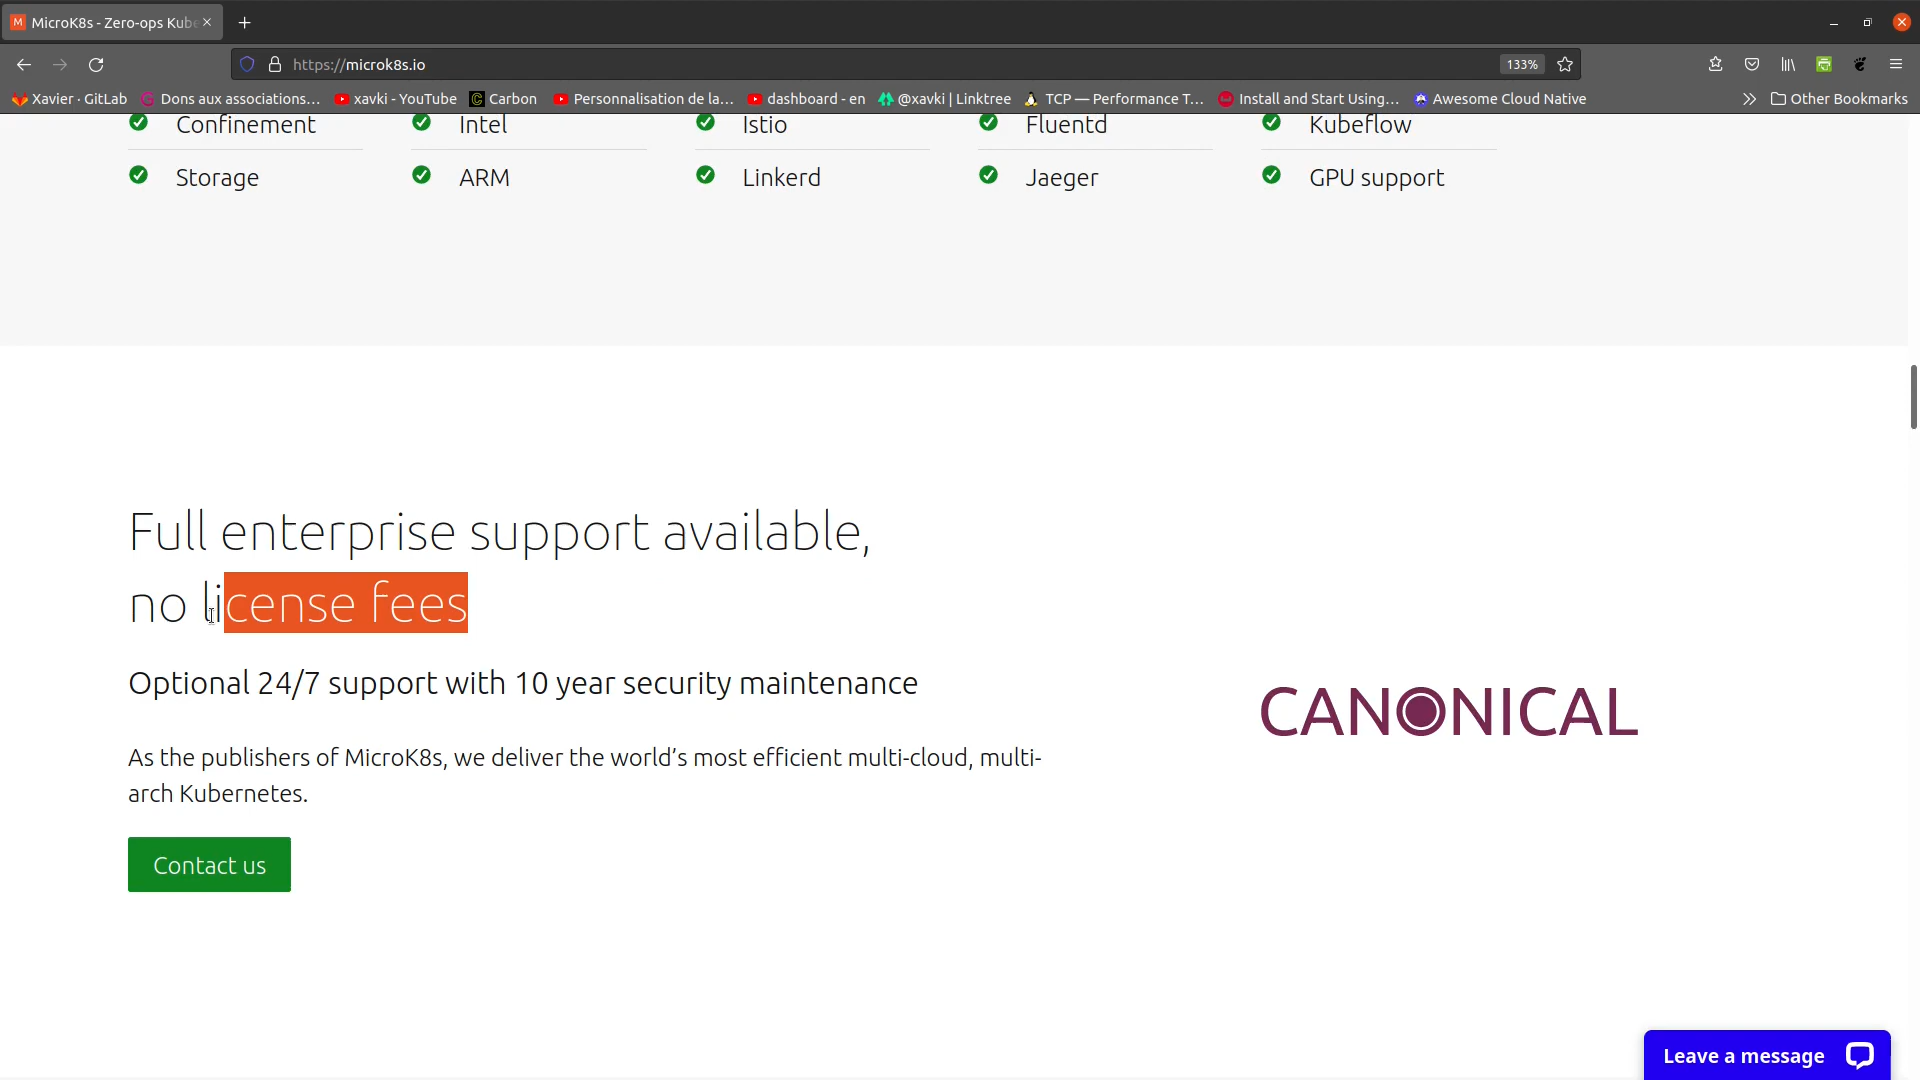 MicroK8s - Zero-ops Kube
https://microk8s.io
133%
Xavier · GitLab
Dons aux associations…
xavki - YouTube
Carbon
Personnalisation de la…
dashboard - en
@xavki | Linktree
TCP — Performance T…
Install and Start Using…
Awesome Cloud Native
Other Bookmarks
Confinement
Intel
Istio
Fluentd
Kubeflow
Storage
ARM
Linkerd
Jaeger
GPU support
Full enterprise support available,
no license fees
Optional 24/7 support with 10 year security maintenance
As the publishers of MicroK8s, we deliver the world’s most efficient multi-cloud, multi-
arch Kubernetes.
CANONICAL
Contact us
Leave a message